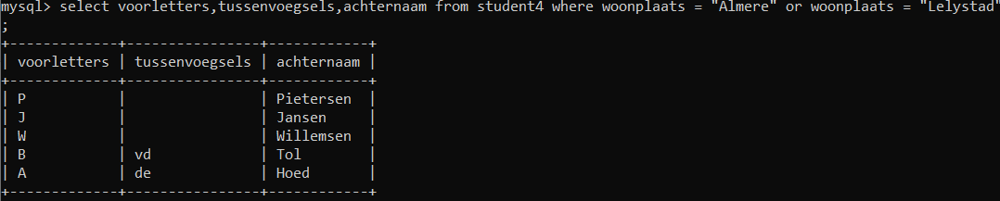 mysql> select voorletters,tussenvoegsels,achternaam from student4 where woonplaats = "Almere" or woonplaats = "Lelystad"
;
+-------------+----------------+------------+
| voorletters | tussenvoegsels | achternaam |
+-------------+----------------+------------+
| P           |                | Pietersen  |
| J           |                | Jansen     |
| W           |                | Willemsen  |
| B           | vd             | Tol        |
| A           | de             | Hoed       |
+-------------+----------------+------------+